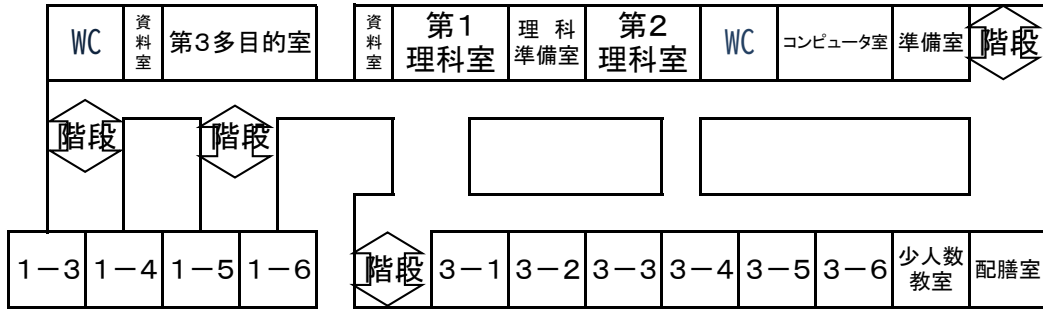 WC
資料室
第3多目的室
資料室
第1理科室
理科準備室
第2理科室
WC
コンピュータ室
準備室
階段
階段
階段
1-3
1-4
1-5
1-6
階段
3-1
3-2
3-3
3-4
3-5
3-6
少人数教室
配膳室